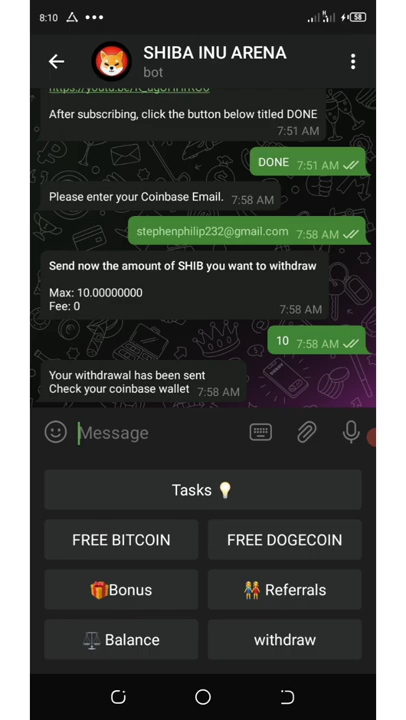 8:10
58
SHIBA INU ARENA
bot
After subscribing, click the button below titled DONE
7:51 AM
DONE 7:51 AM
Please enter your Coinbase Email. 7:58 AM
stephenphilip232@gmail.com 7:58 AM
Send now the amount of SHIB you want to withdraw
Max: 10.00000000
Fee: 0
7:58 AM
10 7:58 AM
Your withdrawal has been sent
Check your coinbase wallet 7:58 AM
Message
Tasks 💡
FREE BITCOIN
FREE DOGECOIN
🎁Bonus
👫 Referrals
⚖️ Balance
withdraw